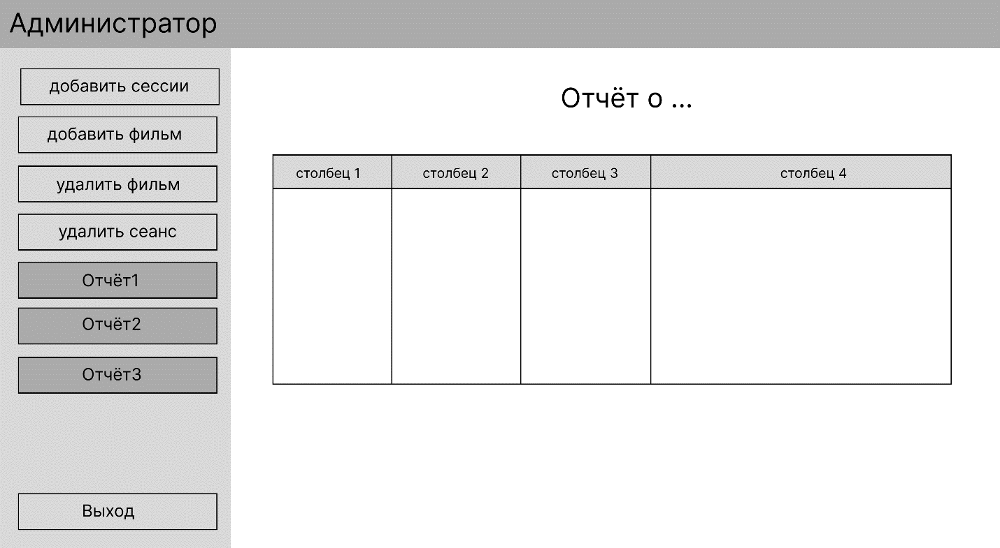 Администратор
добавить сессии
добавить фильм
удалить фильм
удалить сеанс
Отчёт1
Отчёт2
Отчёт3
Выход
Отчёт о ...
столбец 1 столбец 2 столбец 3 столбец 4